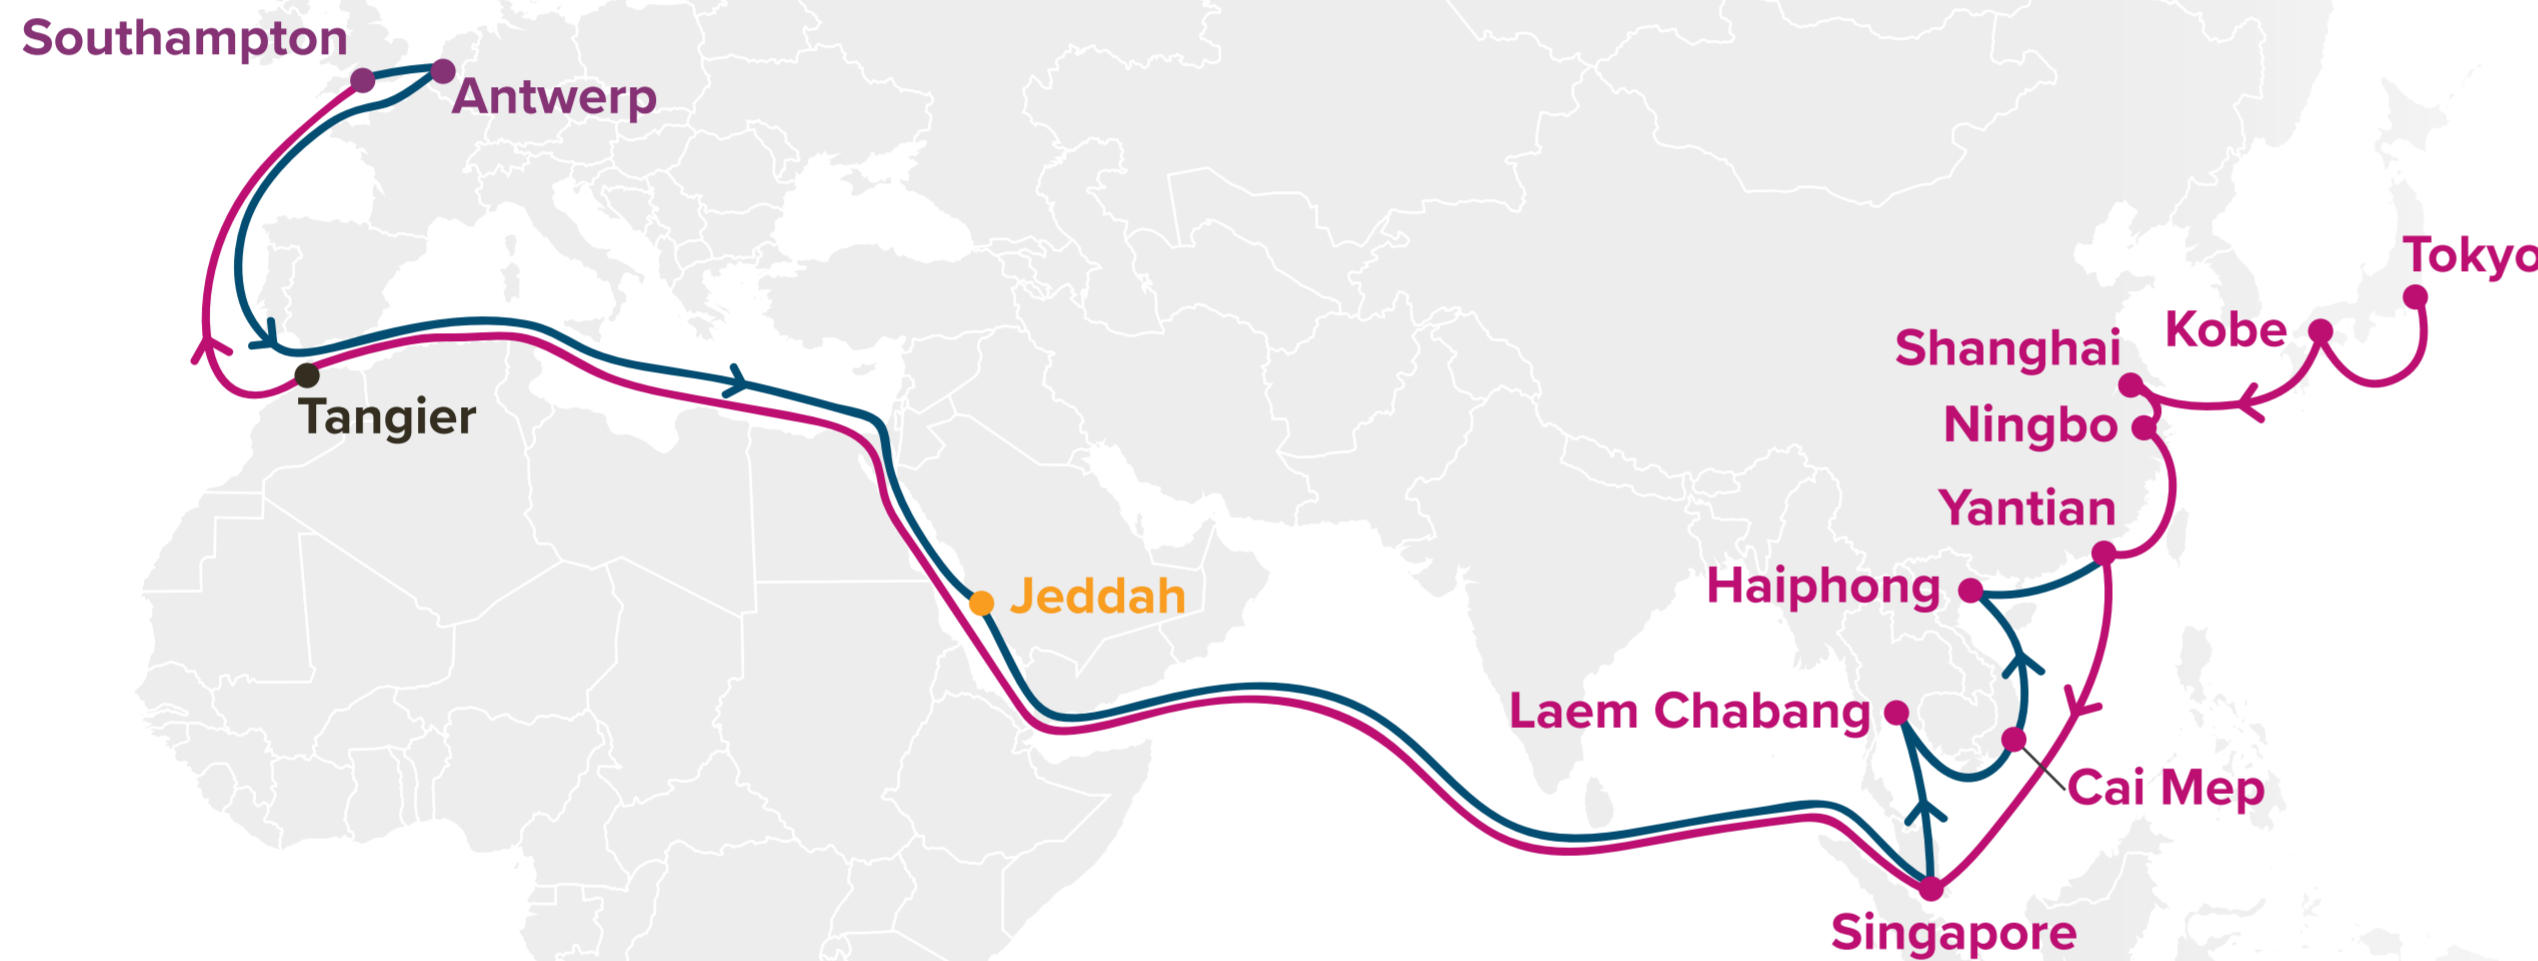 Southampton
Antwerp
Tangier
Jeddah
Tokyo
Kobe
Shanghai
Ningbo
Yantian
Haiphong
Laem Chabang
Cai Mep
Singapore